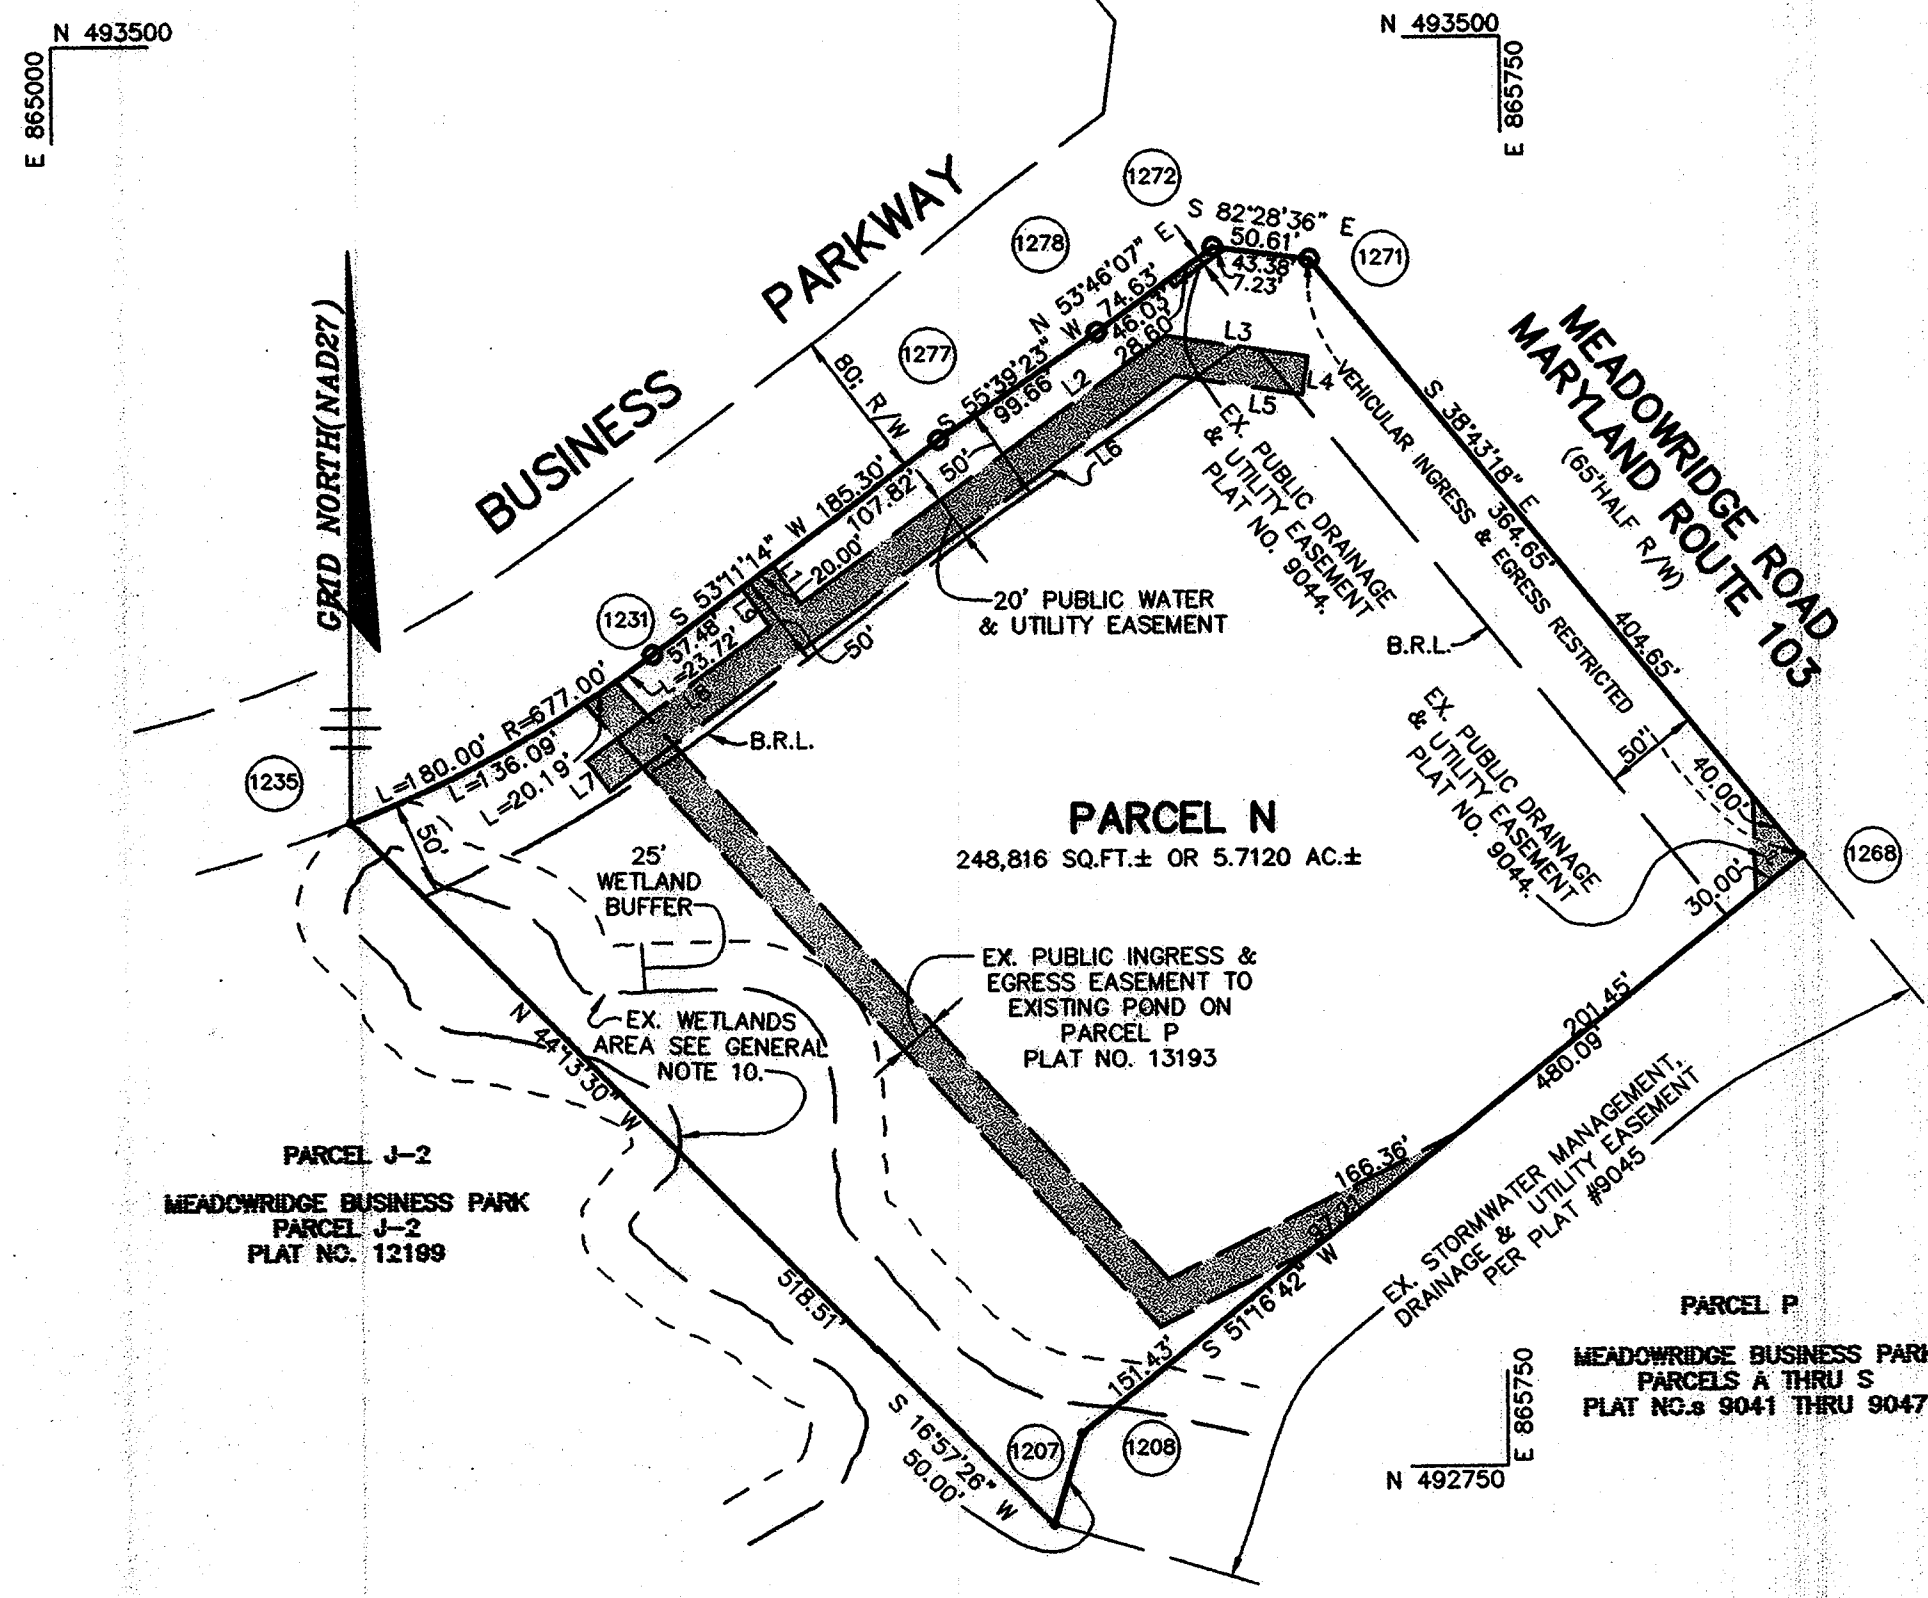 N 493500
E 865000
N 493500
E 865750
GRID NORTH(NAD27)
BUSINESS PARKWAY
80' R/W
1272
1278
1277
1271
1231
1235
1268
1207
1208
S 82°28'36" E
50.61'
43.38'
7.23'
N 53°46'07" E
74.63'
46.03'
28.60'
S 55°39'23" W
99.66'
S 53°11'14" W 185.30'
107.82'
20.00'
57.48'
L=23.72'
L=180.00' R=677.00'
L=136.09'
L=20.19'
L1
L2
L3
L4
L5
L6
L7
L8
L9
50'
50'
50'
50'
B.R.L.
B.R.L.
20' PUBLIC WATER
& UTILITY EASEMENT
EX. PUBLIC DRAINAGE
& UTILITY EASEMENT
PLAT NO. 9044.
VEHICULAR INGRESS & EGRESS RESTRICTED
S 38°43'18" E
364.65'
404.65'
40.00'
30.00'
MEADOWRIDGE ROAD
MARYLAND ROUTE 103
(65'HALF R/W)
EX. PUBLIC DRAINAGE
& UTILITY EASEMENT
PLAT NO. 9044.
PARCEL N
248,816 SQ.FT.± OR 5.7120 AC.±
25'
WETLAND
BUFFER
EX. WETLANDS
AREA SEE GENERAL
NOTE 10.
EX. PUBLIC INGRESS &
EGRESS EASEMENT TO
EXISTING POND ON
PARCEL P
PLAT NO. 13193
N 44°13'30" W
518.51'
S 16°57'26" W
50.00'
201.45'
480.09'
166.36'
S 51°16'42" W
151.43'
EX. STORMWATER MANAGEMENT,
DRAINAGE & UTILITY EASEMENT
PER PLAT #9045
PARCEL J-2
MEADOWRIDGE BUSINESS PARK
PARCEL J-2
PLAT NO. 12199
PARCEL P
MEADOWRIDGE BUSINESS PARK
PARCELS A THRU S
PLAT NO.s 9041 THRU 9047
N 492750
E 865750